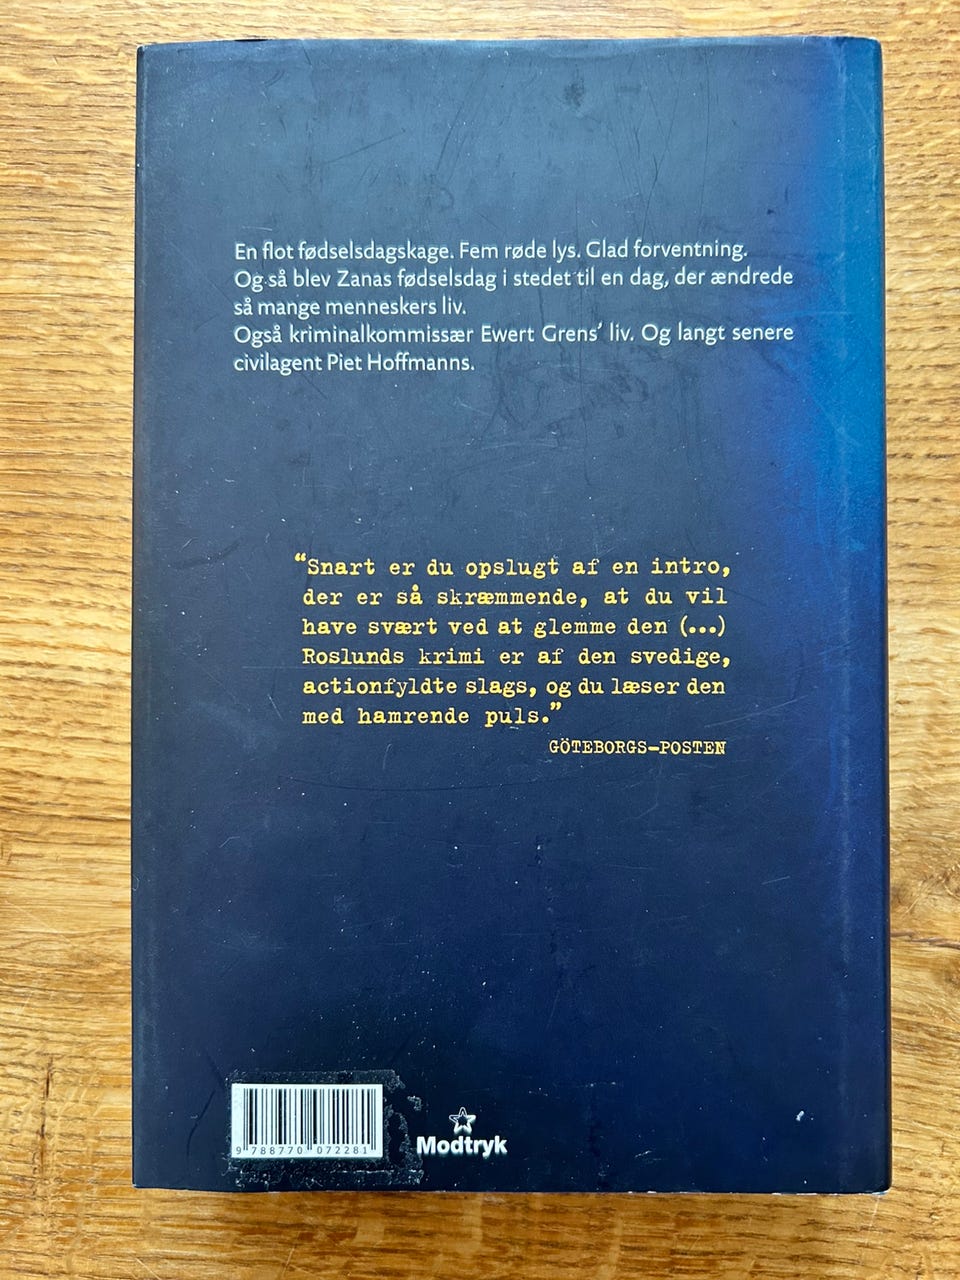 En flot fødselsdagskage. Fem røde lys. Glad forventning.
Og så blev Zanas fødselsdag i stedet til en dag, der ændrede
så mange menneskers liv.
Også kriminalkommissær Ewert Grens’ liv. Og langt senere
civilagent Piet Hoffmanns.
“Snart er du opslugt af en intro,
der er så skræmmende, at du vil
have svært ved at glemme den (...)
Roslunds krimi er af den svedige,
actionfyldte slags, og du læser den
med hamrende puls.”
GÖTEBORGS-POSTEN
9 788770 072281
Modtryk